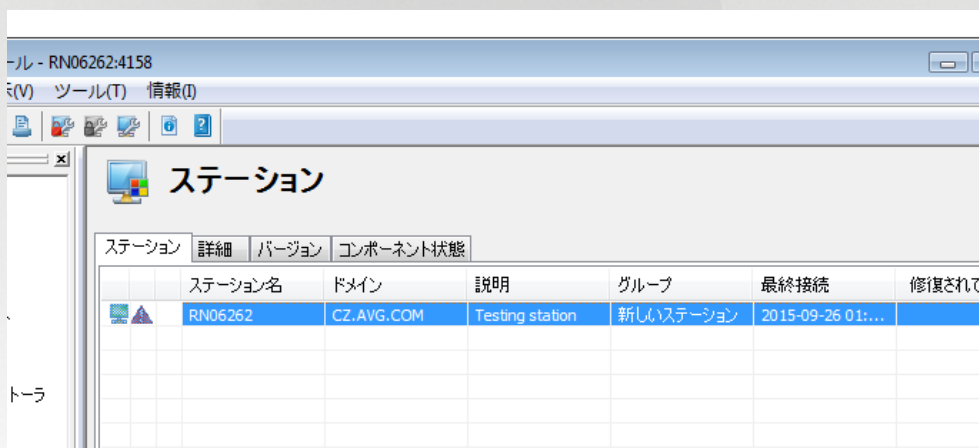 ール - RN06262:4158
示(V) ツール(T) 情報(I)
ステーション
ステーション 詳細 バージョン コンポーネント状態
ステーション名 ドメイン 説明 グループ 最終接続 修復されて
RN06262 CZ.AVG.COM Testing station 新しいステーション 2015-09-26 01:...
トーラ